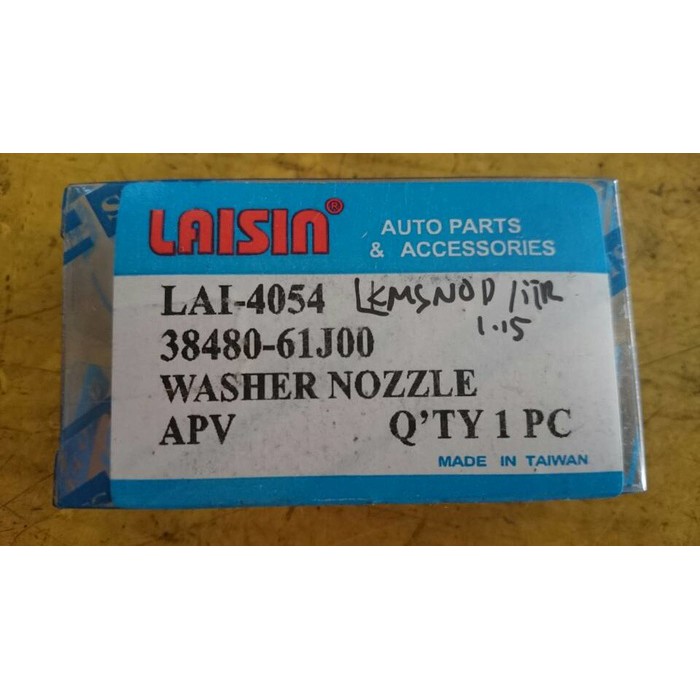 LAISIN®
AUTO PARTS
& ACCESSORIES
LAI-4054
38480-61J00
1.15
WASHER NOZZLE
APV Q'TY 1 PC
MADE IN TAIWAN